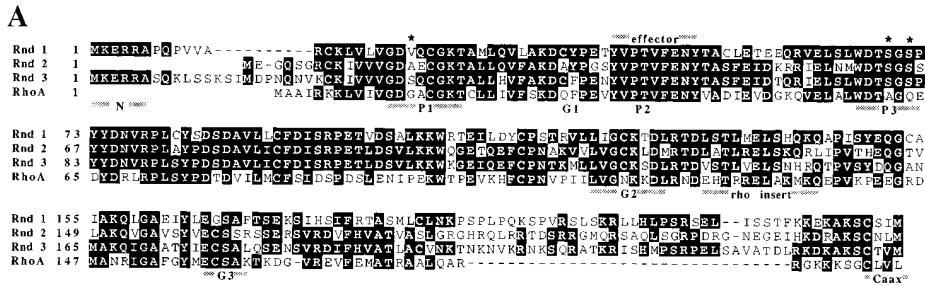 A
* effector * *
Rnd 1 1 MKERRAPQPVVA--------RCKLVLVGDVQCGKTAMLQVLAKDCYPETYVPTVFENYTACLETEEQRVELSLWDTSGSP
Rnd 2 1 ME-GQSGRCKIVVVGDAECGKTALLQVFAKDAYPGSYVPTVFENYTASFEIDKRRIELNMWDTSGSS
Rnd 3 1 MKERRASQKLSSKSIMDPNQNVKCKIVVVGDSQCGKTALLHVFAKDCFPENYVPTVFENYTASFEIDTQRIELSLWDTSGSP
RhoA 1 MAAIRKKLVIVGDGACGKTCLLIVFSKDQFPEVYVPTVFENYVADIEVDGKQVELALWDTAGQE
N P1 G1 P2 P3
Rnd 1 73 YYDNVRPLCYSDSDAVLLCFDISRPETVDSALKKWRTEILDYCPSTRVLLIGCKTDLRTDLSTLMELSHQKQAPISYEQGCA
Rnd 2 67 YYDNVRPLAYPDSDAVLICFDISRPETLDSVLKKWQGETQEFCPNAKVVLVGCKLDMRTDLATLRELSKQRLIPVTHEQGTV
Rnd 3 83 YYDNVRPLSYPDSDAVLICFDISRPETLDSVLKKWKGEIQEFCPNTKMLLVGCKSDLRTDVSTLVELSNHRQTPVSYDQGAN
RhoA 65 DYDRLRPLSYPDTDVILMCFSIDSPDSLENIPEKWTPEVKHFCPNVPIILVGNKKDLRNDEHTRRELAKMKQEPVKPEEGRD
G2 rho insert
Rnd 1 155 IAKQLGAEIYLEGSAFTSEKSIHSIFRTASMLCLNKPSPLPQKSPVRSLSKRLLHLPSRSEL--ISSTFKKEKAKSCSIM
Rnd 2 149 LAKQVGAVSYVECSSRSSERSVRDVFHVATVASLGRGHRQLRRTDSRRGMQRSAQLSGRPDRG-NEGEIHKDRAKSCNLM
Rnd 3 165 MAKQIGAATYIECSALQSENSVRDIFHVATLACVNKTNKNVKRNKSQRATKRISHMPSRPELSAVATDLRKDKAKSCTVM
RhoA 147 MANRIGAFGYMECSAKTKDG-VREVFEMATRAALQAR--------------------------RGKKKSGCLVL
G3 Caax